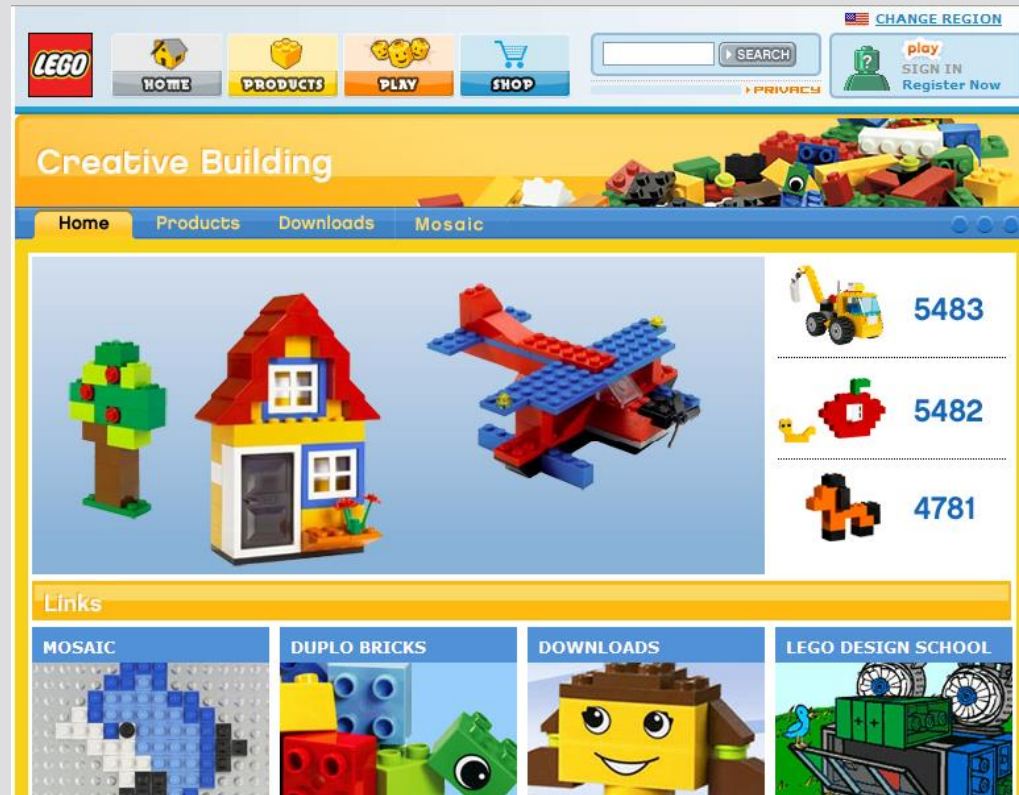 CHANGE REGION
LEGO
HOME
PRODUCTS
PLAY
SHOP
SEARCH
PRIVACY
?
play
SIGN IN
Register Now
Creative Building
Home
Products
Downloads
Mosaic
5483
5482
4781
Links
MOSAIC
DUPLO BRICKS
DOWNLOADS
LEGO DESIGN SCHOOL